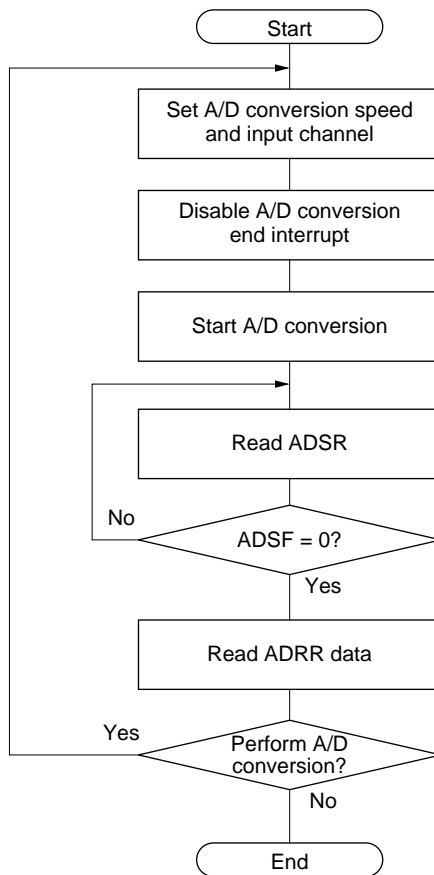 Start
Set A/D conversion speed
and input channel
Disable A/D conversion
end interrupt
Start A/D conversion
Read ADSR
No
ADSF = 0?
Yes
Read ADRR data
Yes
Perform A/D
conversion?
No
End